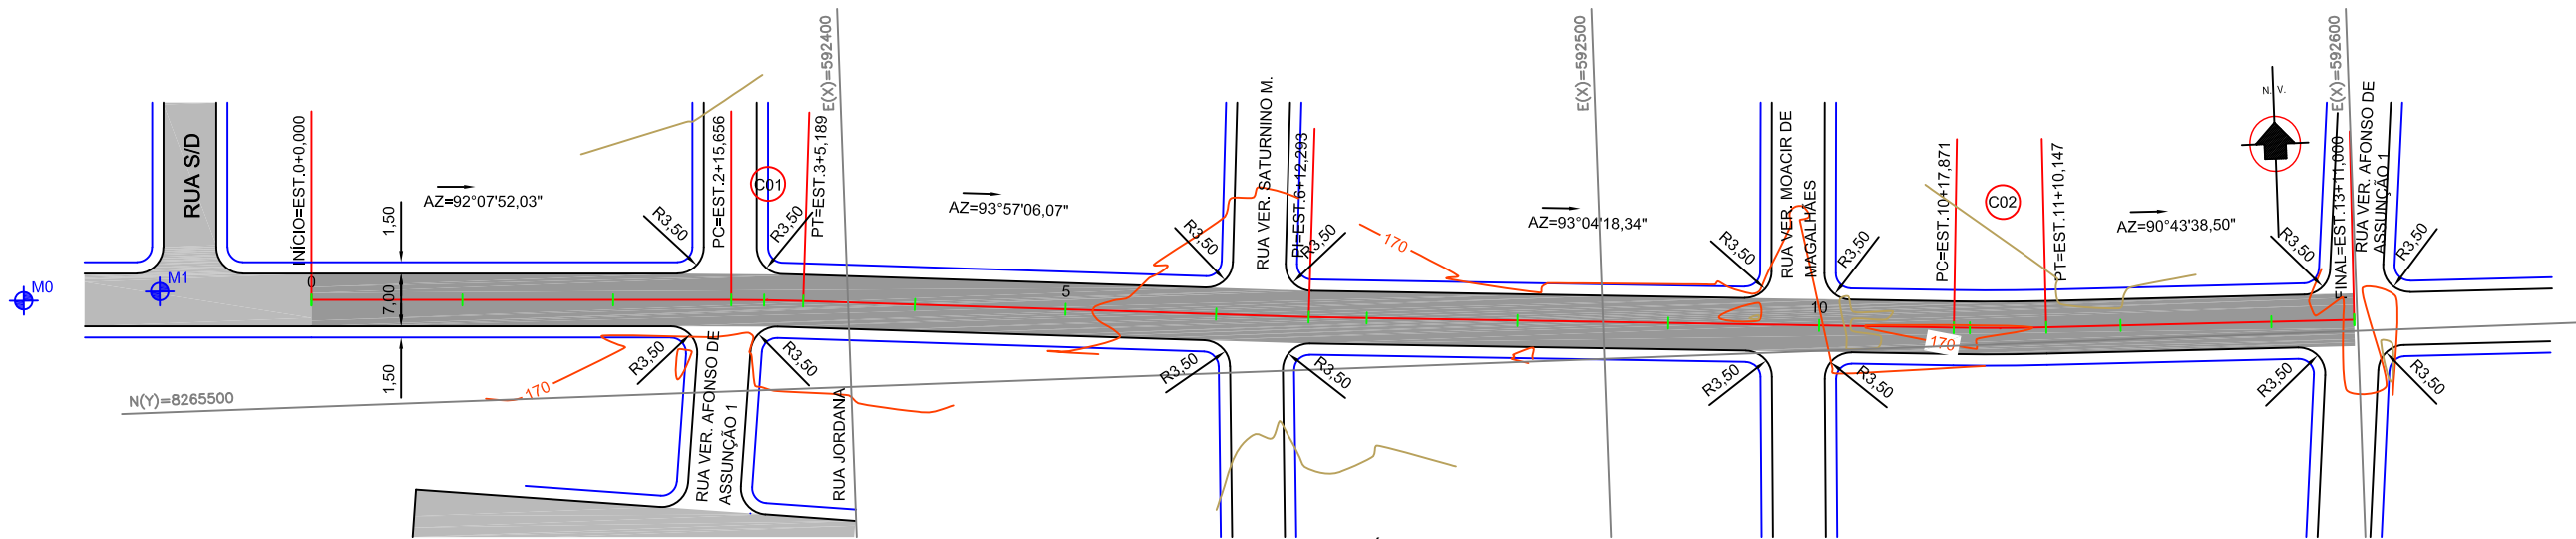 M0
M1
RUA S/D
INÍCIO=EST.0+0,000
0
AZ=92°07'52,03"
1,50
7,00
1,50
N(Y)=8265500
170
R3,50
R3,50
PC=EST.2+15,656
C01
R3,50
PT=EST.3+5,189
E(X)=592400
R3,50
RUA VER. AFONSO DE
ASSUNÇÃO 1
RUA JORDANA
AZ=93°57'06,07"
5
R3,50
R3,50
RUA VER. SATURNINO M.
PI=EST.6+12,293
R3,50
R3,50
170
AZ=93°04'18,34"
E(X)=592500
R3,50
R3,50
RUA VER. MOACIR DE
MAGALHÃES
10
R3,50
R3,50
PC=EST.10+17,871
C02
170
PT=EST.11+10,147
AZ=90°43'38,50"
N. V.
R3,50
R3,50
E(X)=592600
FINAL=EST.13+11,000
RUA VER. AFONSO DE
ASSUNÇÃO 1
R3,50
R3,50